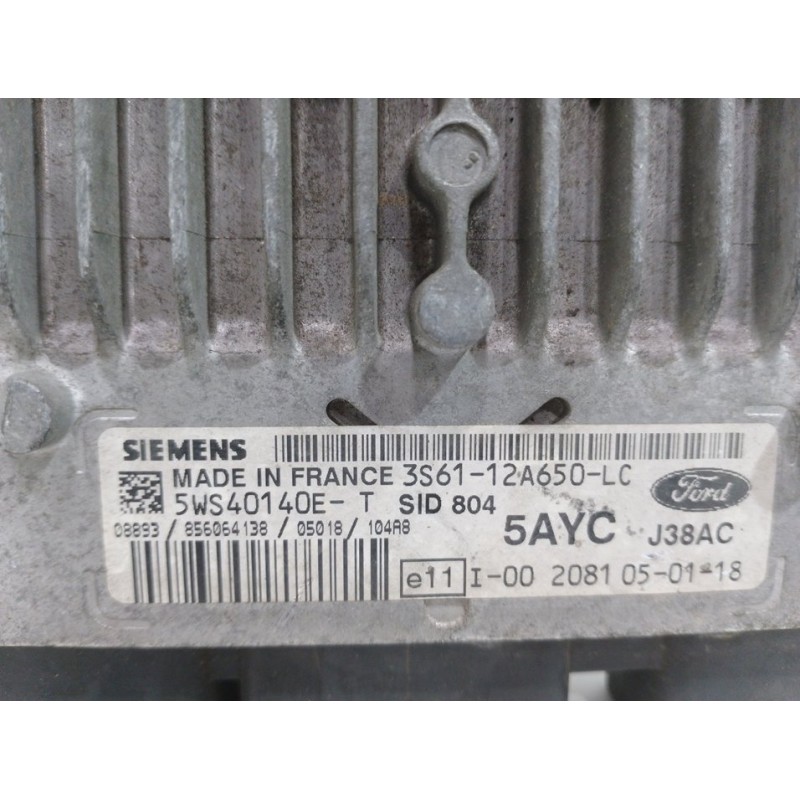 SIEMENS
MADE IN FRANCE 3S61-12A650-LC
5WS40140E- T SID 804
Ford
08893 / 856064138 / 05018 / 104A8
5AYC J38AC
e11 I-00 2081 05-01-18